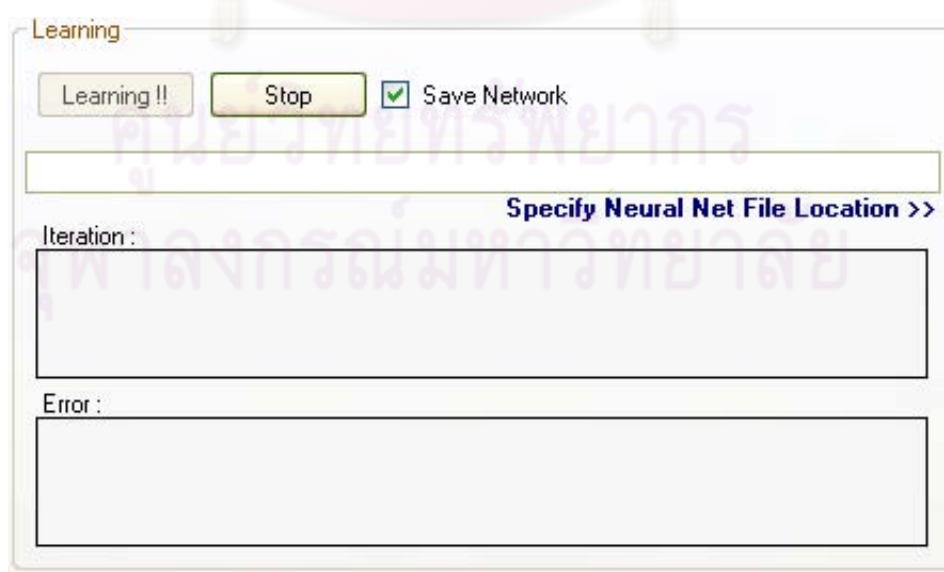 Learning
Learning !! Stop Save Network
ศูนย์วิทยทรัพยากร
Specify Neural Net File Location >>
Iteration :
จุฬาลงกรณ์มหาวิทยาลัย
Error :